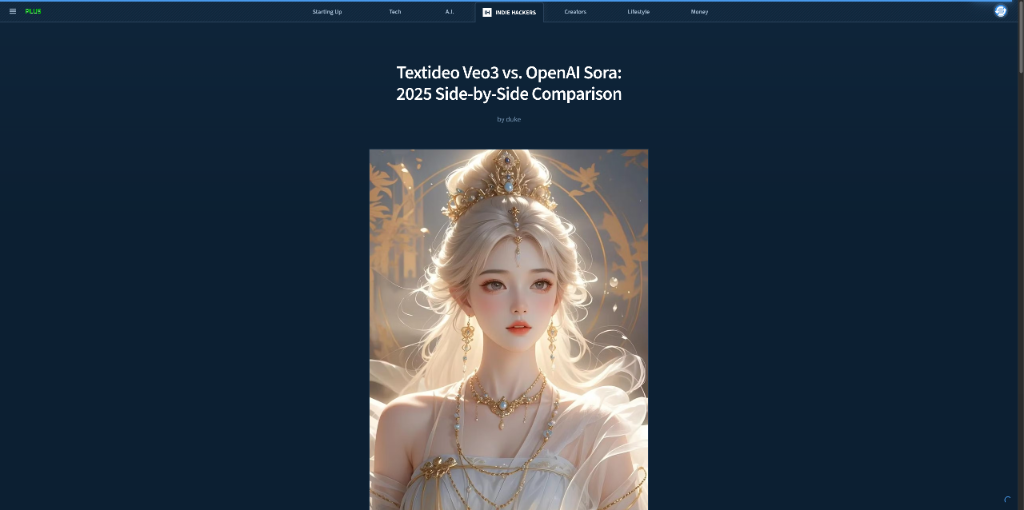 PLUS
Starting Up
Tech
A.I.
INDIE HACKERS
Creators
Lifestyle
Money
Textideo Veo3 vs. OpenAI Sora:
2025 Side-by-Side Comparison
by duke